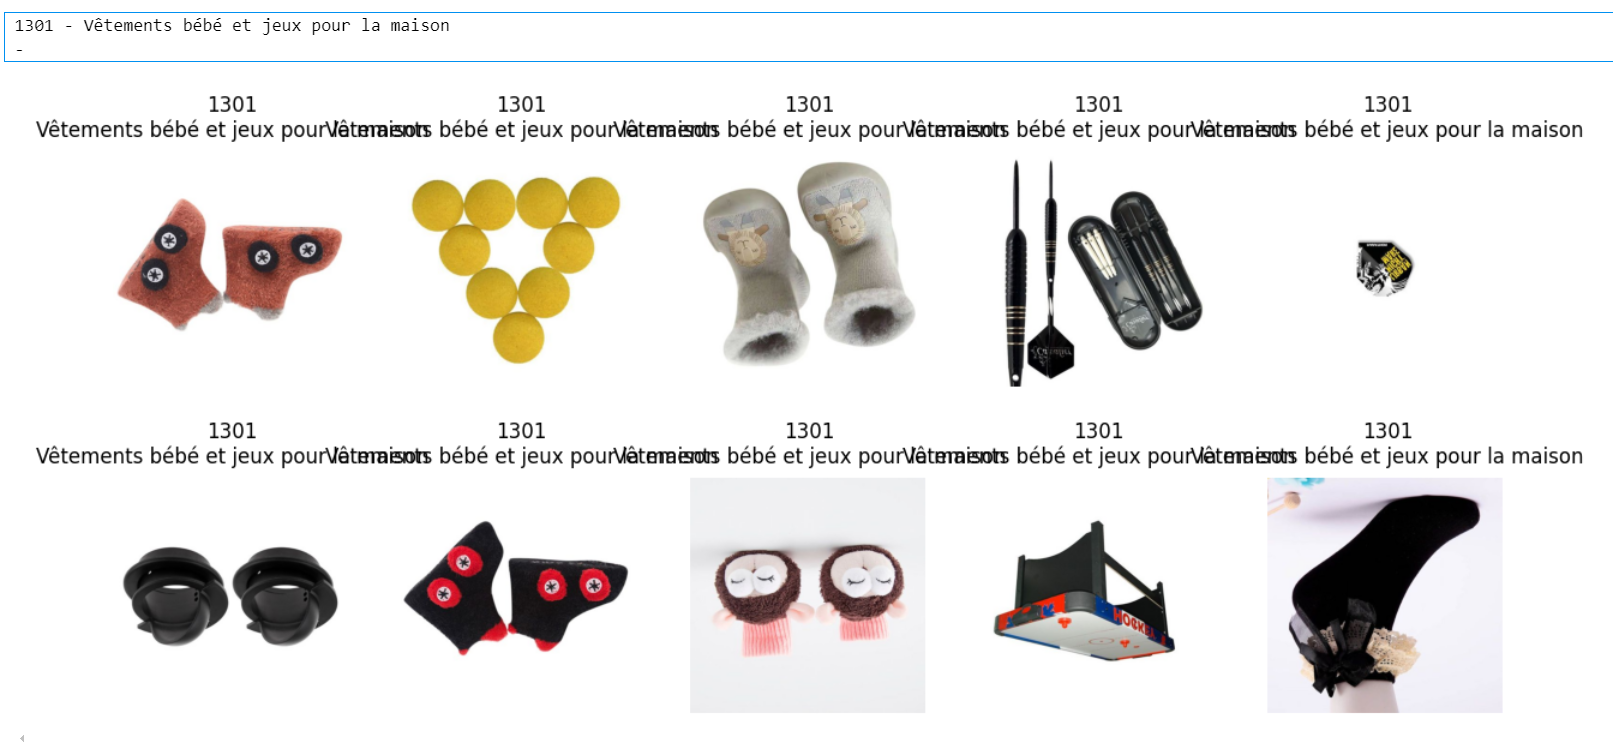 1301 - Vêtements bébé et jeux pour la maison
-
1301 1301 1301 1301 1301
Vêtements bébé et jeux pour la maison Vêtements bébé et jeux pour la maison Vêtements bébé et jeux pour la maison Vêtements bébé et jeux pour la maison Vêtements bébé et jeux pour la maison
1301 1301 1301 1301 1301
Vêtements bébé et jeux pour la maison Vêtements bébé et jeux pour la maison Vêtements bébé et jeux pour la maison Vêtements bébé et jeux pour la maison Vêtements bébé et jeux pour la maison
HOCKEY